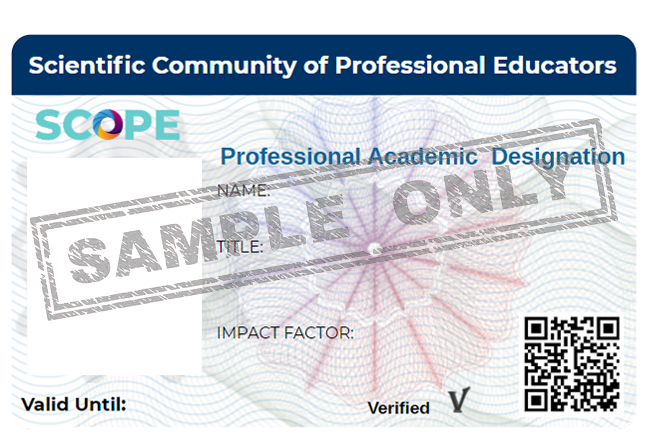 Scientific Community of Professional Educators
SCOPE
Professional Academic Designation
NAME:
SAMPLE ONLY
TITLE:
IMPACT FACTOR:
Valid Until:
Verified V